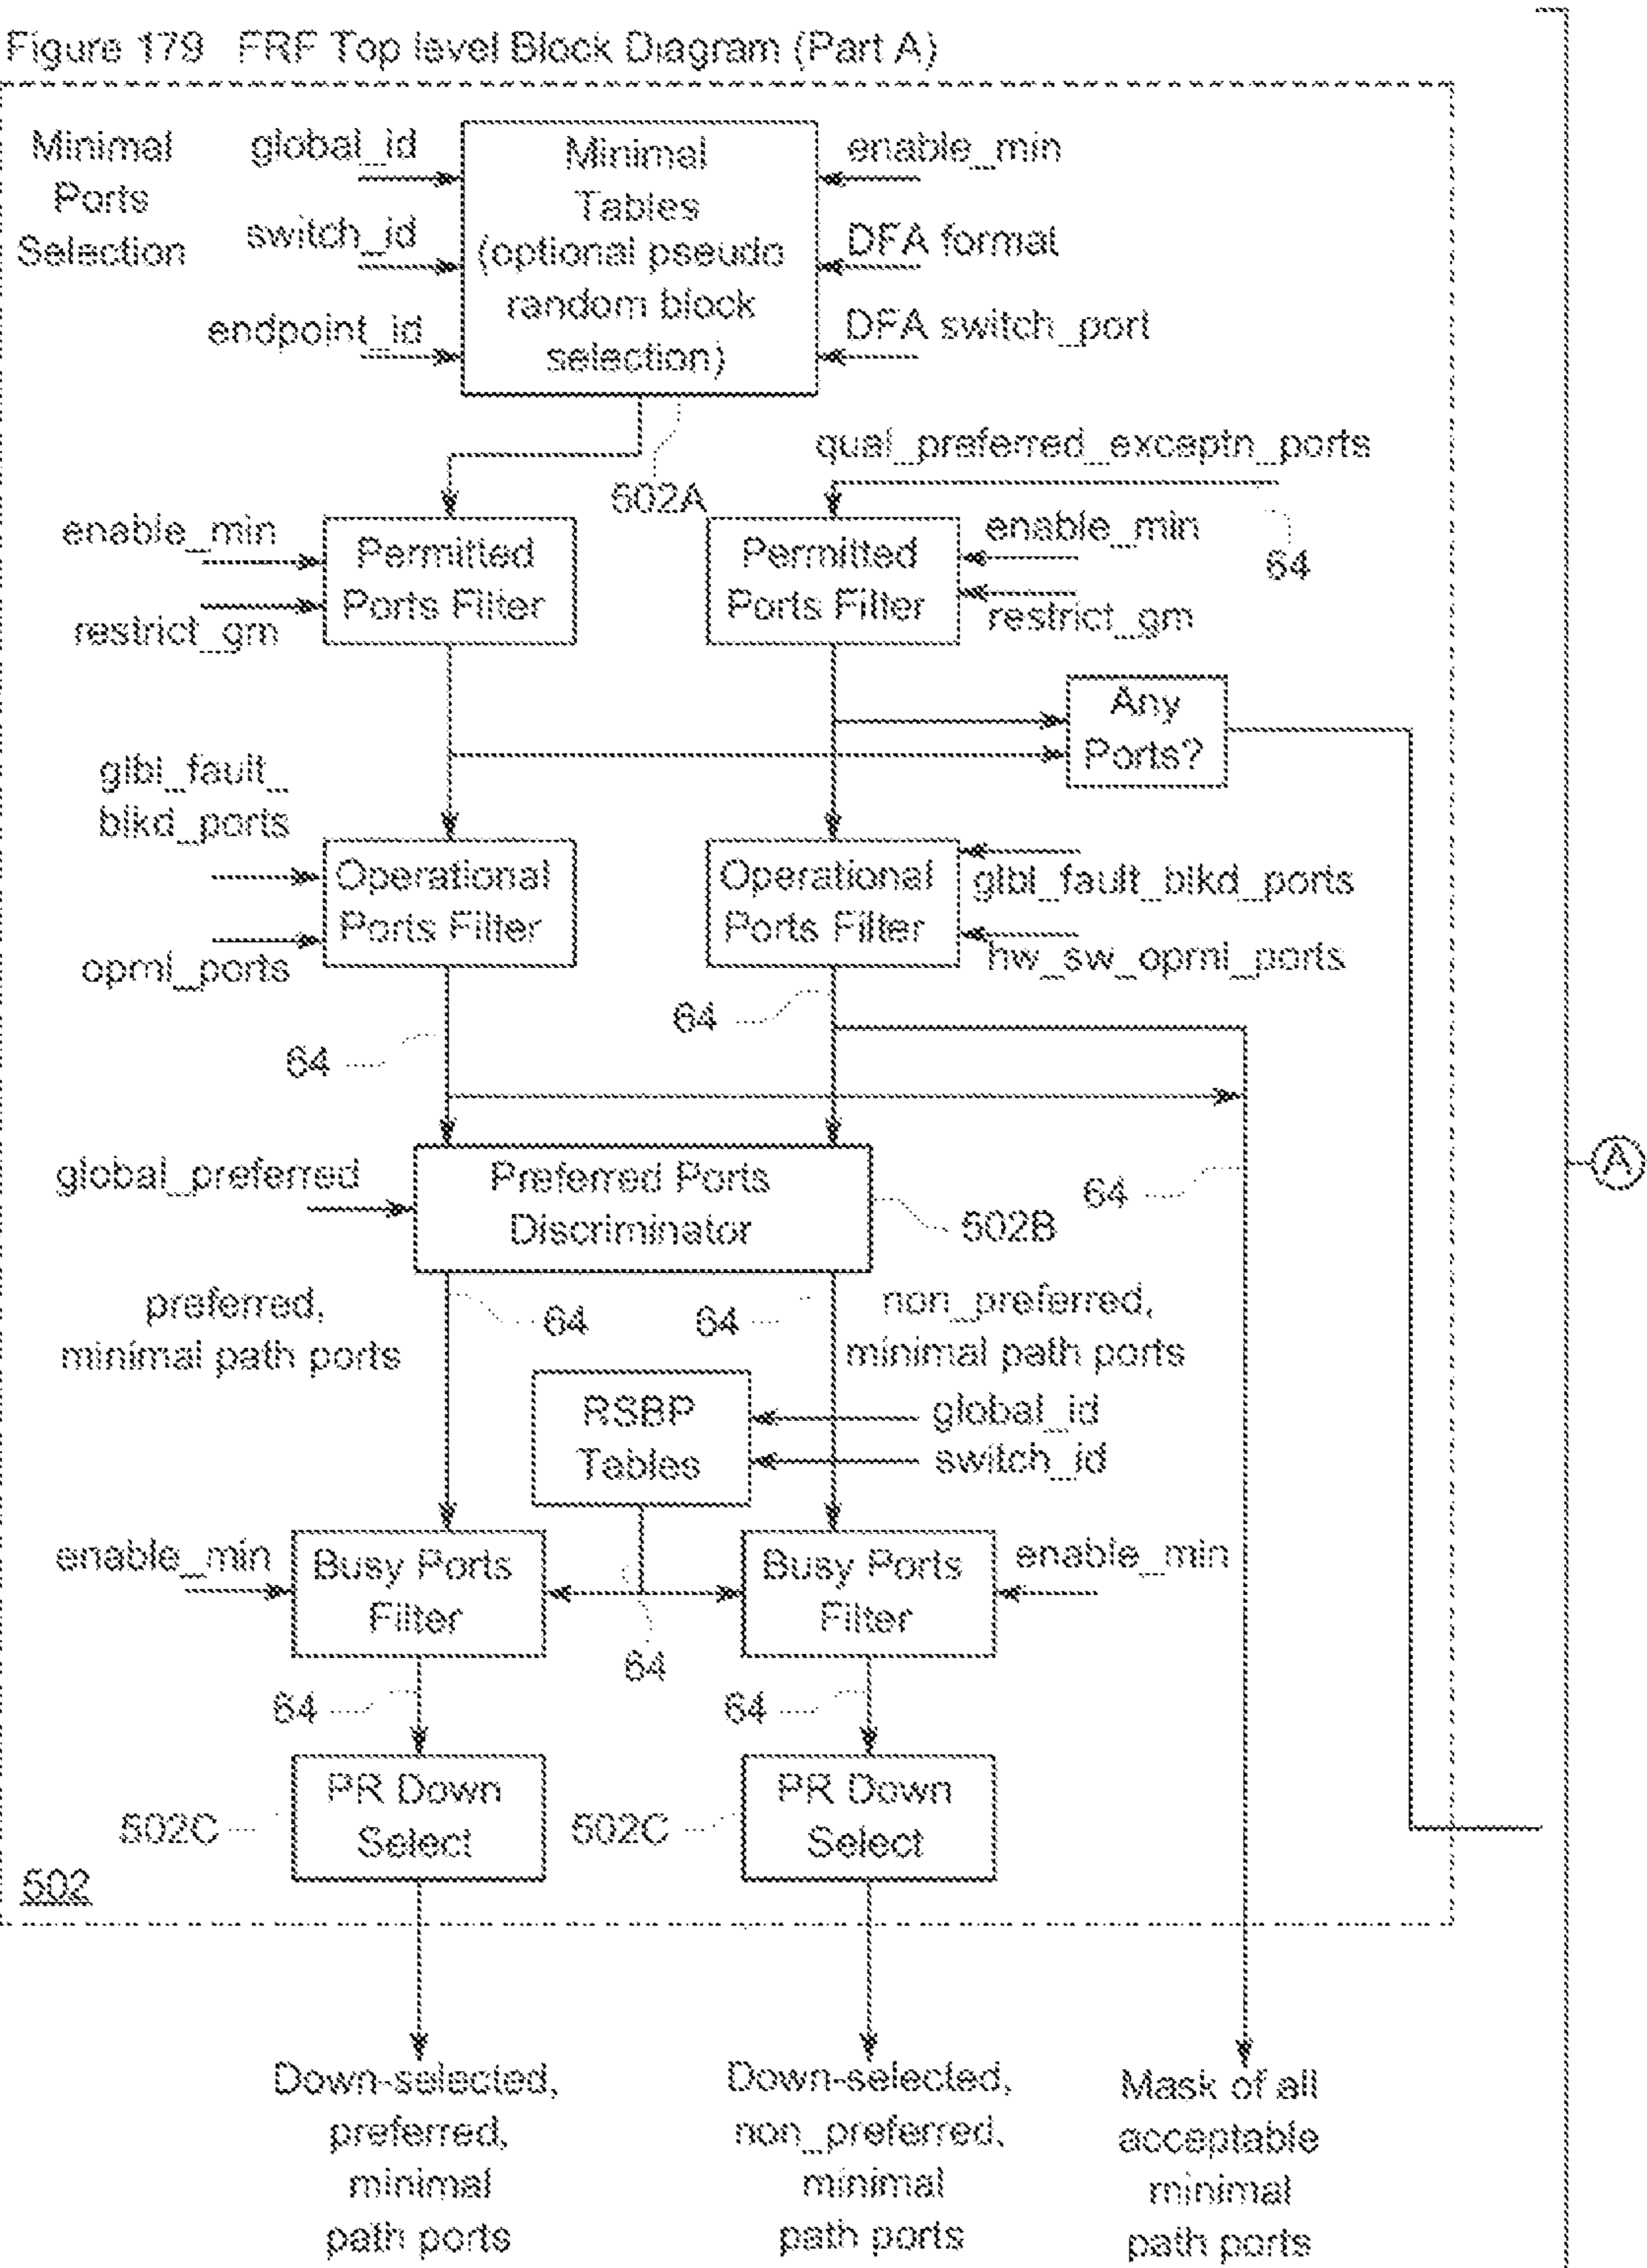 Figure 179 FRF Top level Block Diagram (Part A)
Minimal
Ports
Selection
global_id
switch_id
endpoint_id
Minimal
Tables
(optional pseudo
random block
selection)
enable_min
DFA format
DFA switch_port
502A
qual_preferred_exceptn_ports
64
enable_min
restrict_gm
Permitted
Ports Filter
Permitted
Ports Filter
enable_min
restrict_gm
Any
Ports?
glbl_fault_
blkd_ports
oprnl_ports
Operational
Ports Filter
Operational
Ports Filter
glbl_fault_blkd_ports
hw_sw_oprnl_ports
64
64
global_preferred
Preferred Ports
Discriminator
502B
64
A
preferred,
minimal path ports
64
64
non_preferred,
minimal path ports
RSBP
Tables
global_id
switch_id
enable_min
Busy Ports
Filter
Busy Ports
Filter
enable_min
64
64
64
502C
PR Down
Select
502C
PR Down
Select
502
Down-selected,
preferred,
minimal
path ports
Down-selected,
non_preferred,
minimal
path ports
Mask of all
acceptable
minimal
path ports